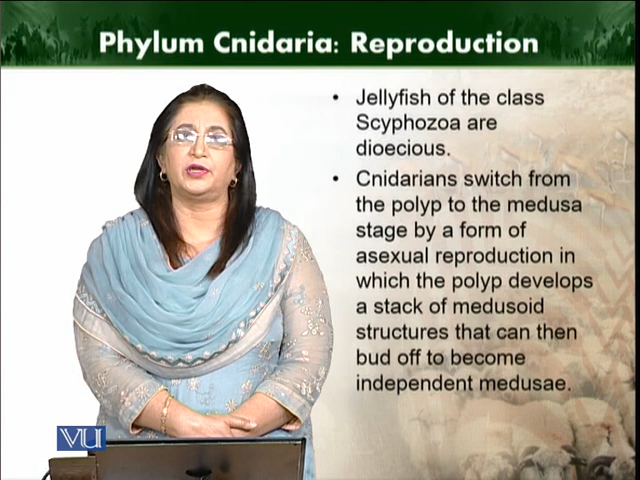 Phylum Cnidaria: Reproduction
• Jellyfish of the class
Scyphozoa are
dioecious.
• Cnidarians switch from
the polyp to the medusa
stage by a form of
asexual reproduction in
which the polyp develops
a stack of medusoid
structures that can then
bud off to become
independent medusae.
VU